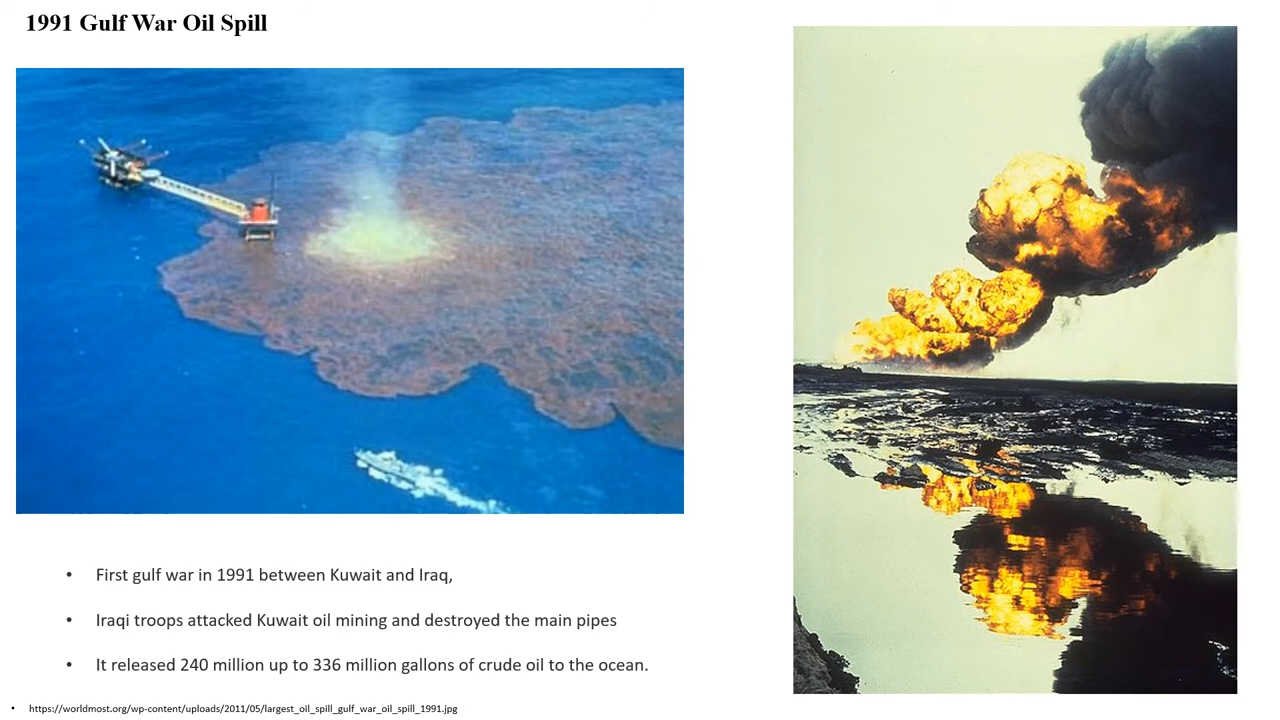 1991 Gulf War Oil Spill
• First gulf war in 1991 between Kuwait and Iraq,
• Iraqi troops attacked Kuwait oil mining and destroyed the main pipes
• It released 240 million up to 336 million gallons of crude oil to the ocean.
• https://worldmost.org/wp-content/uploads/2011/05/largest_oil_spill_gulf_war_oil_spill_1991.jpg